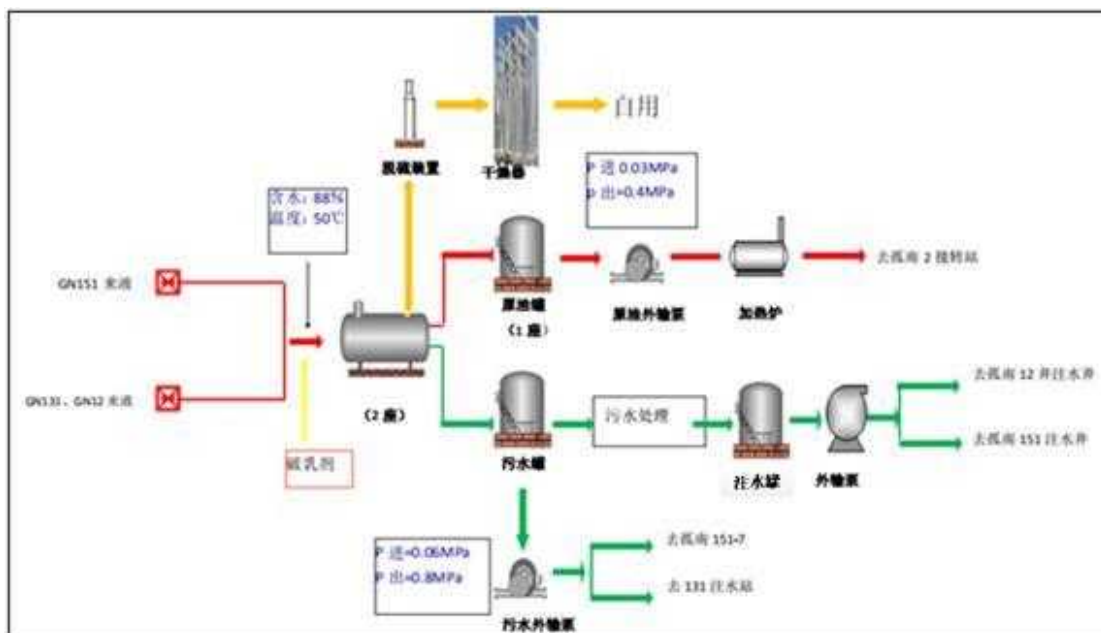 自用
脱硫装置
干燥器
P 进 0.03MPa
p 出=0.4MPa
含水：88%
温度：50℃
GN151 来液
原油罐
（1 座）
原油外输泵
加热炉
去孤南 2 接转站
GN131、GN12 来液
（2 座）
破乳剂
污水罐
污水处理
注水罐
外输泵
去孤南 12 井注水井
去孤南 151 注水井
P 进=0.06MPa
P 出=0.8MPa
污水外输泵
去孤南 151-7
去 131 注水站